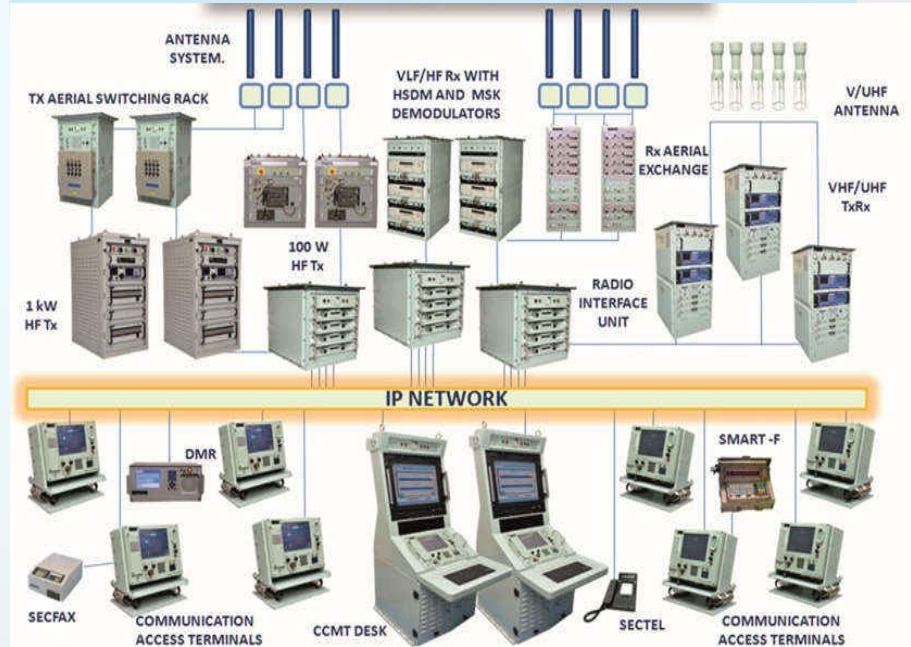 ANTENNA
SYSTEM.
TX AERIAL SWITCHING RACK
VLF/HF Rx WITH
HSDM AND MSK
DEMODULATORS
V/UHF
ANTENNA
Rx AERIAL
EXCHANGE
VHF/UHF
TxRx
100 W
HF Tx
1 kW
HF Tx
RADIO
INTERFACE
UNIT
IP NETWORK
DMR
SMART -F
SECFAX
COMMUNICATION
ACCESS TERMINALS
CCMT DESK
SECTEL
COMMUNICATION
ACCESS TERMINALS